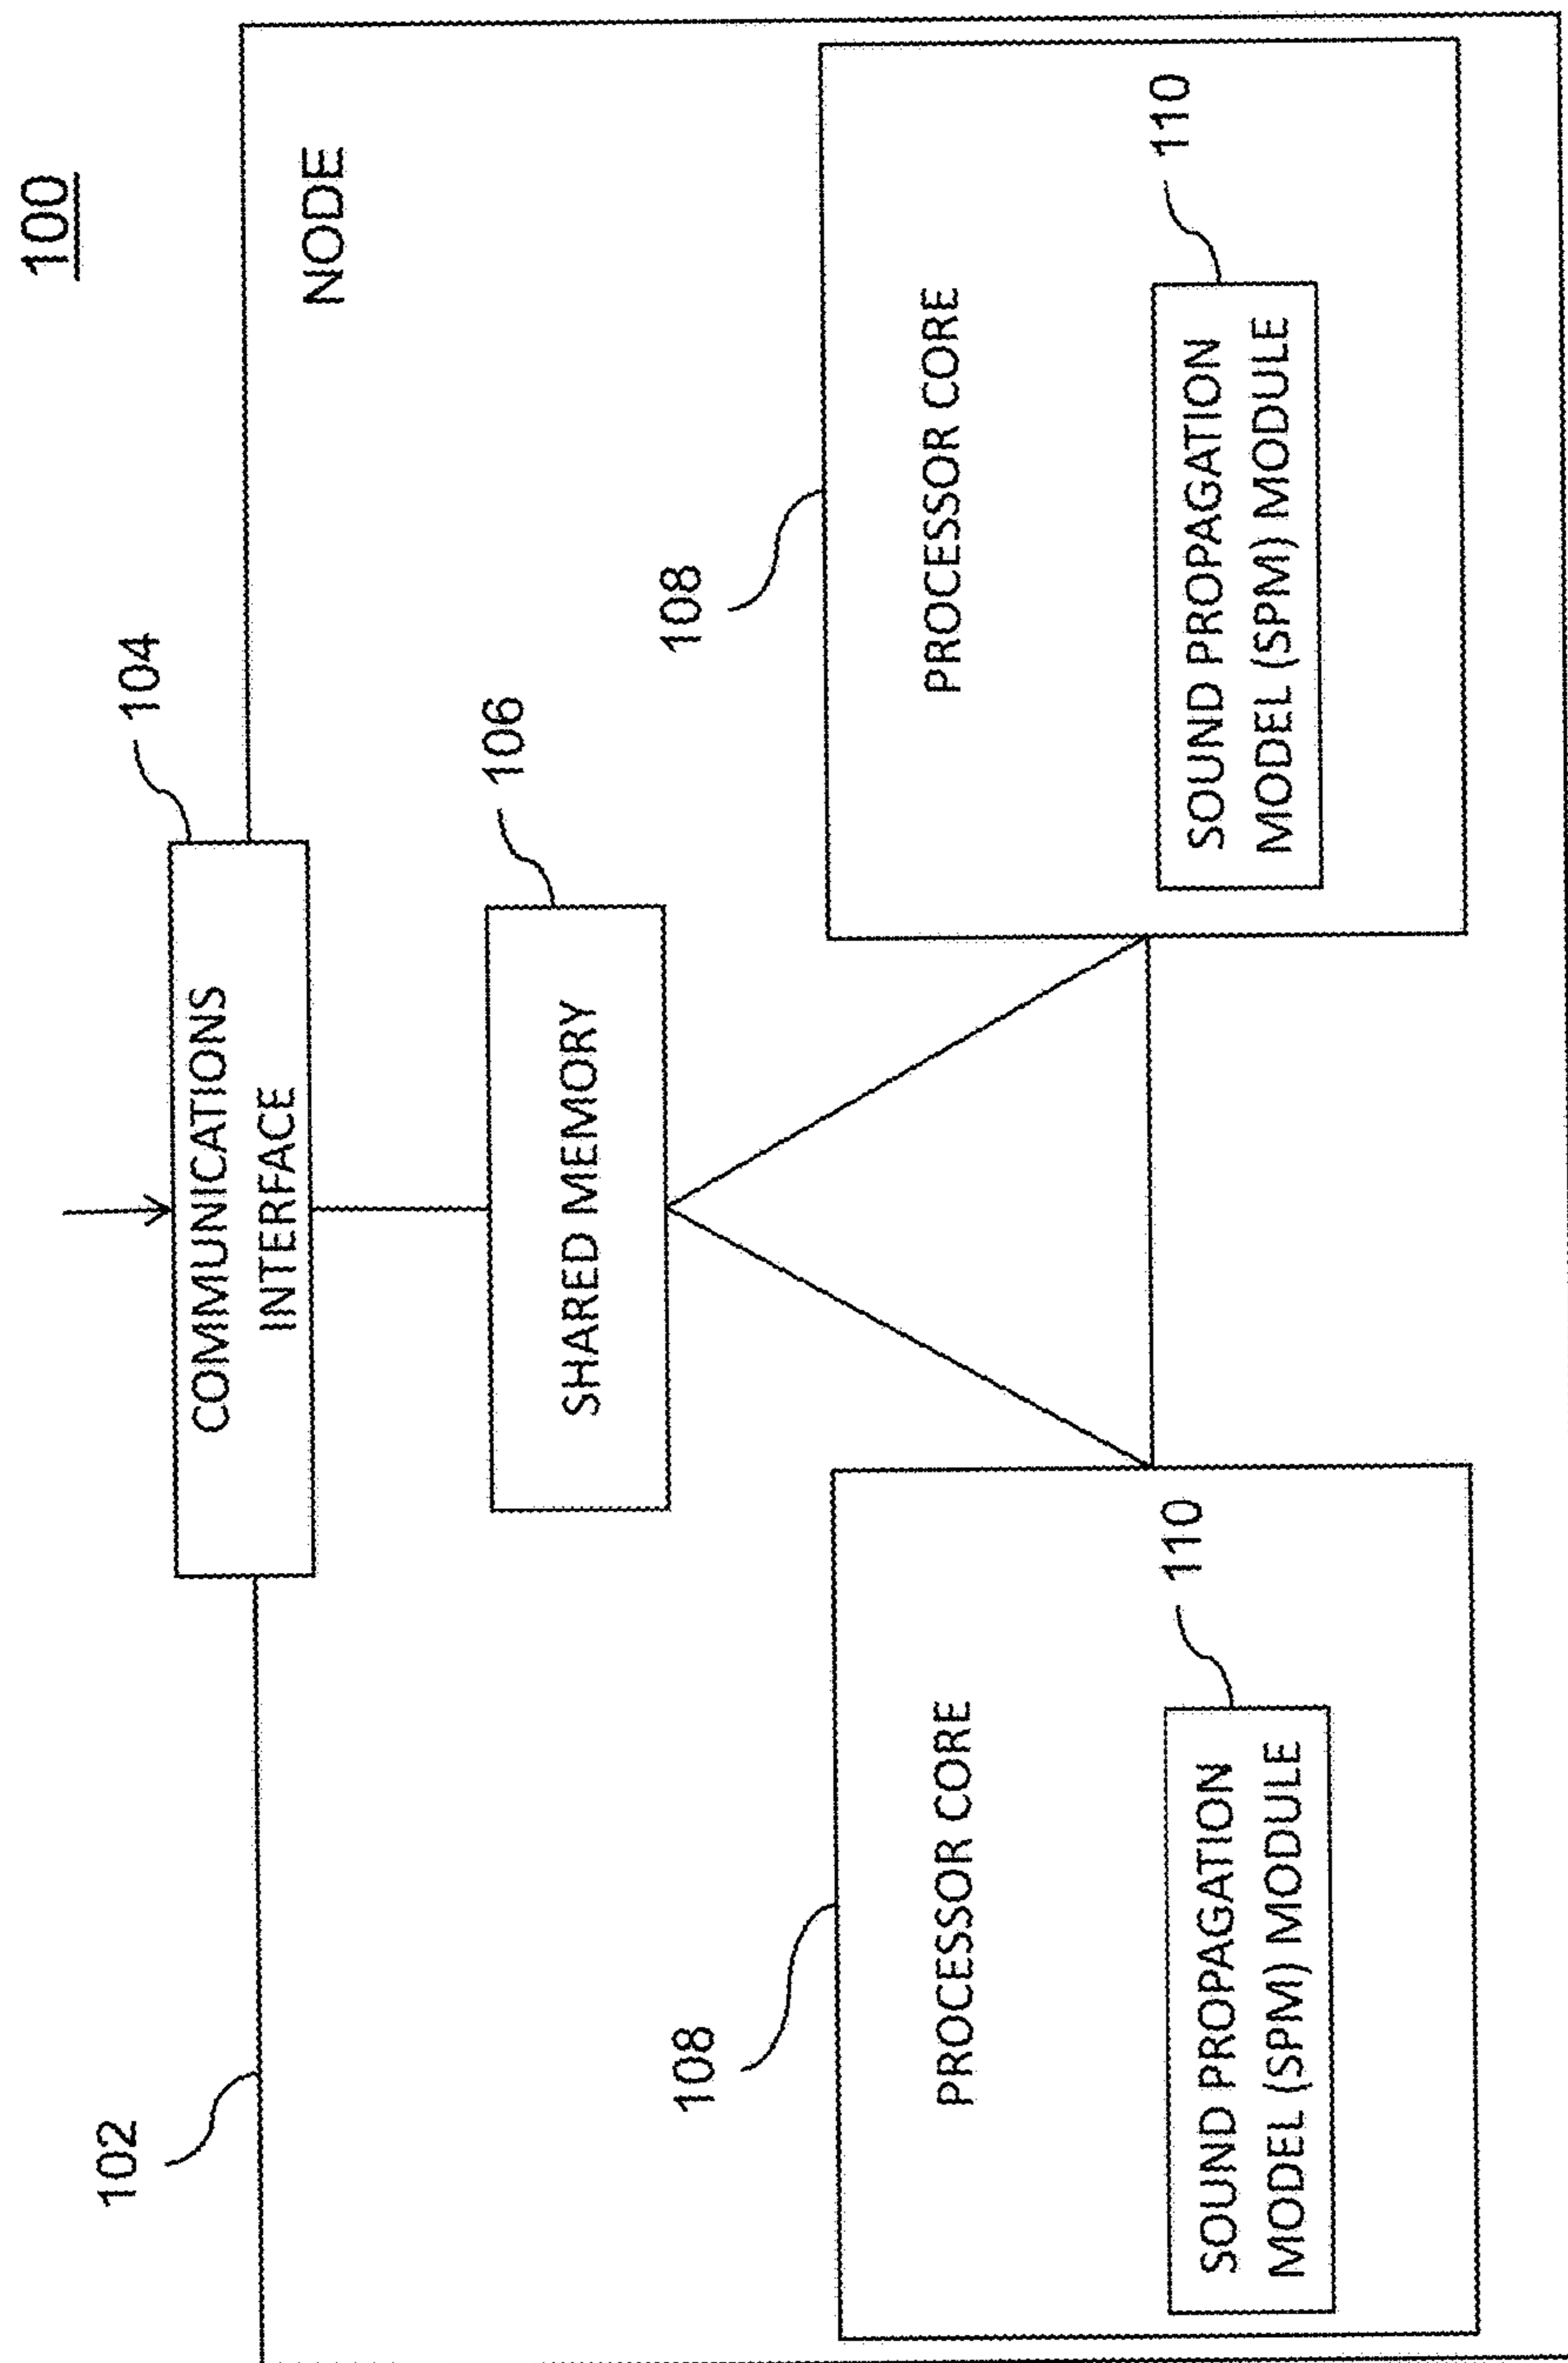 100
102
104
COMMUNICATIONS
INTERFACE
NODE
106
SHARED MEMORY
108
PROCESSOR CORE
110
SOUND PROPAGATION
MODEL (SPM) MODULE
108
PROCESSOR CORE
110
SOUND PROPAGATION
MODEL (SPM) MODULE